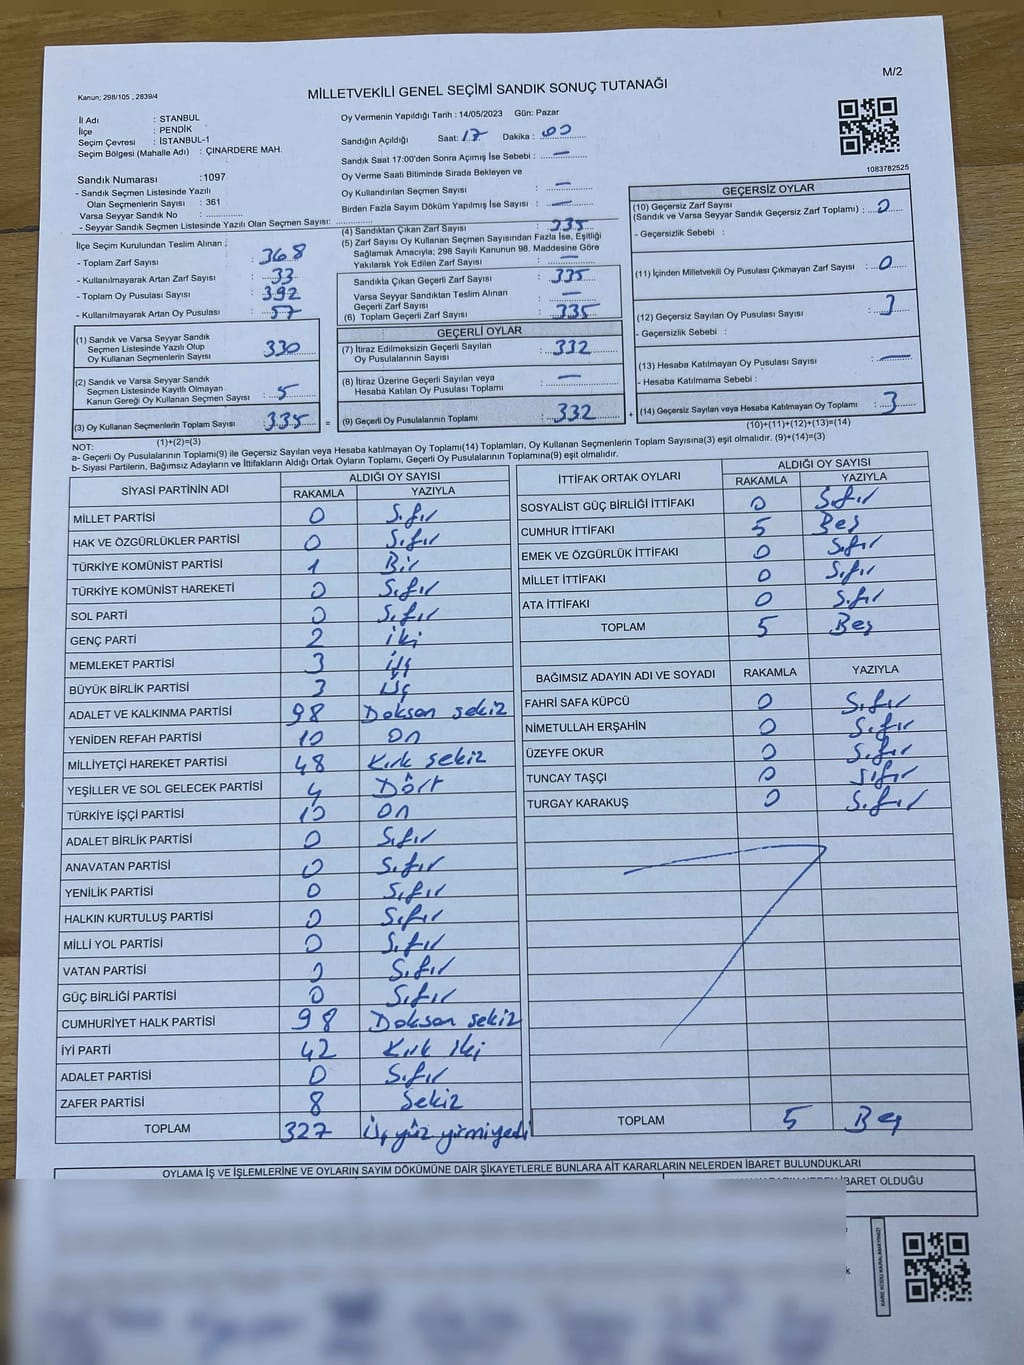 M/2
Kanun; 298/105 , 2839/4
MİLLETVEKİLİ GENEL SEÇİMİ SANDIK SONUÇ TUTANAĞI
İl Adı : STANBUL
İlçe : PENDİK
Seçim Çevresi : İSTANBUL-1
Seçim Bölgesi (Mahalle Adı) : ÇINARDERE MAH.
Sandık Numarası :1097
- Sandık Seçmen Listesinde Yazılı
Olan Seçmenlerin Sayısı : 361
Varsa Seyyar Sandık No :
- Seyyar Sandık Seçmen Listesinde Yazılı Olan Seçmen Sayısı:
Oy Vermenin Yapıldığı Tarih : 14/05/2023 Gün: Pazar
Sandığın Açıldığı Saat: 17 Dakika : 00
Sandık Saat 17:00'den Sonra Açımış İse Sebebi : —
Oy Verme Saati Bitiminde Sırada Bekleyen ve
Oy Kullandırılan Seçmen Sayısı : —
Birden Fazla Sayım Döküm Yapılmış İse Sayısı : —
1083782525
İlçe Seçim Kurulundan Teslim Alınan :
- Toplam Zarf Sayısı : 368
- Kullanılmayarak Artan Zarf Sayısı : 33
- Toplam Oy Pusulası Sayısı : 392
- Kullanılmayarak Artan Oy Pusulası : 57
(4) Sandıktan Çıkan Zarf Sayısı : 335
(5) Zarf Sayısı Oy Kullanan Seçmen Sayısından Fazla İse, Eşitliği
Sağlamak Amacıyla; 298 Sayılı Kanunun 98. Maddesine Göre
Yakılarak Yok Edilen Zarf Sayısı : —
Sandıkta Çıkan Geçerli Zarf Sayısı : 335
Varsa Seyyar Sandıktan Teslim Alınan
Geçerli Zarf Sayısı : —
(6) Toplam Geçerli Zarf Sayısı : 335
GEÇERSİZ OYLAR
(10) Geçersiz Zarf Sayısı
(Sandık ve Varsa Seyyar Sandık Geçersiz Zarf Toplamı) : 0
- Geçersizlik Sebebi :
(11) İçinden Milletvekili Oy Pusulası Çıkmayan Zarf Sayısı : 0
(12) Geçersiz Sayılan Oy Pusulası Sayısı : 3
- Geçersizlik Sebebi :
(13) Hesaba Katılmayan Oy Pusulası Sayısı : —
- Hesaba Katılmama Sebebi :
(14) Geçersiz Sayılan veya Hesaba Katılmayan Oy Toplamı : 3
(10)+(11)+(12)+(13)=(14)
(1) Sandık ve Varsa Seyyar Sandık
Seçmen Listesinde Yazılı Olup
Oy Kullanan Seçmenlerin Sayısı : 330
(2) Sandık ve Varsa Seyyar Sandık
Seçmen Listesinde Kayıtlı Olmayan
Kanun Gereği Oy Kullanan Seçmen Sayısı : 5
(3) Oy Kullanan Seçmenlerin Toplam Sayısı : 335
(1)+(2)=(3)
GEÇERLİ OYLAR
(7) İtiraz Edilmeksizin Geçerli Sayılan
Oy Pusulalarının Sayısı : 332
(8) İtiraz Üzerine Geçerli Sayılan veya
Hesaba Katılan Oy Pusulası Toplamı : —
= (9) Geçerli Oy Pusulalarının Toplamı : 332 +
NOT:
a- Geçerli Oy Pusulalarının Toplamı(9) ile Geçersiz Sayılan veya Hesaba katılmayan Oy Toplamı(14) Toplamları, Oy Kullanan Seçmenlerin Toplam Sayısına(3) eşit olmalıdır. (9)+(14)=(3)
b- Siyasi Partilerin, Bağımsız Adayların ve İttifakların Aldığı Ortak Oyların Toplamı, Geçerli Oy Pusulalarının Toplamına(9) eşit olmalıdır.
SİYASİ PARTİNİN ADI ALDIĞI OY SAYISI
RAKAMLA YAZIYLA
MİLLET PARTİSİ 0 Sıfır
HAK VE ÖZGÜRLÜKLER PARTİSİ 0 Sıfır
TÜRKİYE KOMÜNİST PARTİSİ 1 Bir
TÜRKİYE KOMÜNİST HAREKETİ 0 Sıfır
SOL PARTİ 0 Sıfır
GENÇ PARTİ 2 İki
MEMLEKET PARTİSİ 3 Üç
BÜYÜK BİRLİK PARTİSİ 3 Üç
ADALET VE KALKINMA PARTİSİ 98 Doksan sekiz
YENİDEN REFAH PARTİSİ 10 On
MİLLİYETÇİ HAREKET PARTİSİ 48 Kırk sekiz
YEŞİLLER VE SOL GELECEK PARTİSİ 4 Dört
TÜRKİYE İŞÇİ PARTİSİ 10 On
ADALET BİRLİK PARTİSİ 0 Sıfır
ANAVATAN PARTİSİ 0 Sıfır
YENİLİK PARTİSİ 0 Sıfır
HALKIN KURTULUŞ PARTİSİ 0 Sıfır
MİLLİ YOL PARTİSİ 0 Sıfır
VATAN PARTİSİ 0 Sıfır
GÜÇ BİRLİĞİ PARTİSİ 0 Sıfır
CUMHURİYET HALK PARTİSİ 98 Doksan sekiz
İYİ PARTİ 42 Kırk iki
ADALET PARTİSİ 0 Sıfır
ZAFER PARTİSİ 8 Sekiz
TOPLAM 327 Üç yüz yirmi yedi
İTTİFAK ORTAK OYLARI ALDIĞI OY SAYISI
RAKAMLA YAZIYLA
SOSYALİST GÜÇ BİRLİĞİ İTTİFAKI 0 Sıfır
CUMHUR İTTİFAKI 5 Beş
EMEK VE ÖZGÜRLÜK İTTİFAKI 0 Sıfır
MİLLET İTTİFAKI 0 Sıfır
ATA İTTİFAKI 0 Sıfır
TOPLAM 5 Beş
BAĞIMSIZ ADAYIN ADI VE SOYADI RAKAMLA YAZIYLA
FAHRİ SAFA KÜPCÜ 0 Sıfır
NİMETULLAH ERŞAHİN 0 Sıfır
ÜZEYFE OKUR 0 Sıfır
TUNCAY TAŞÇI 0 Sıfır
TURGAY KARAKUŞ 0 Sıfır
TOPLAM 5 Beş
OYLAMA İŞ VE İŞLEMLERİNE VE OYLARIN SAYIM DÖKÜMÜNE DAİR ŞİKAYETLERLE BUNLARA AİT KARARLARIN NELERDEN İBARET BULUNDUKLARI
İBARET OLDUĞU
KARE KODU KARALAMAYINIZ!